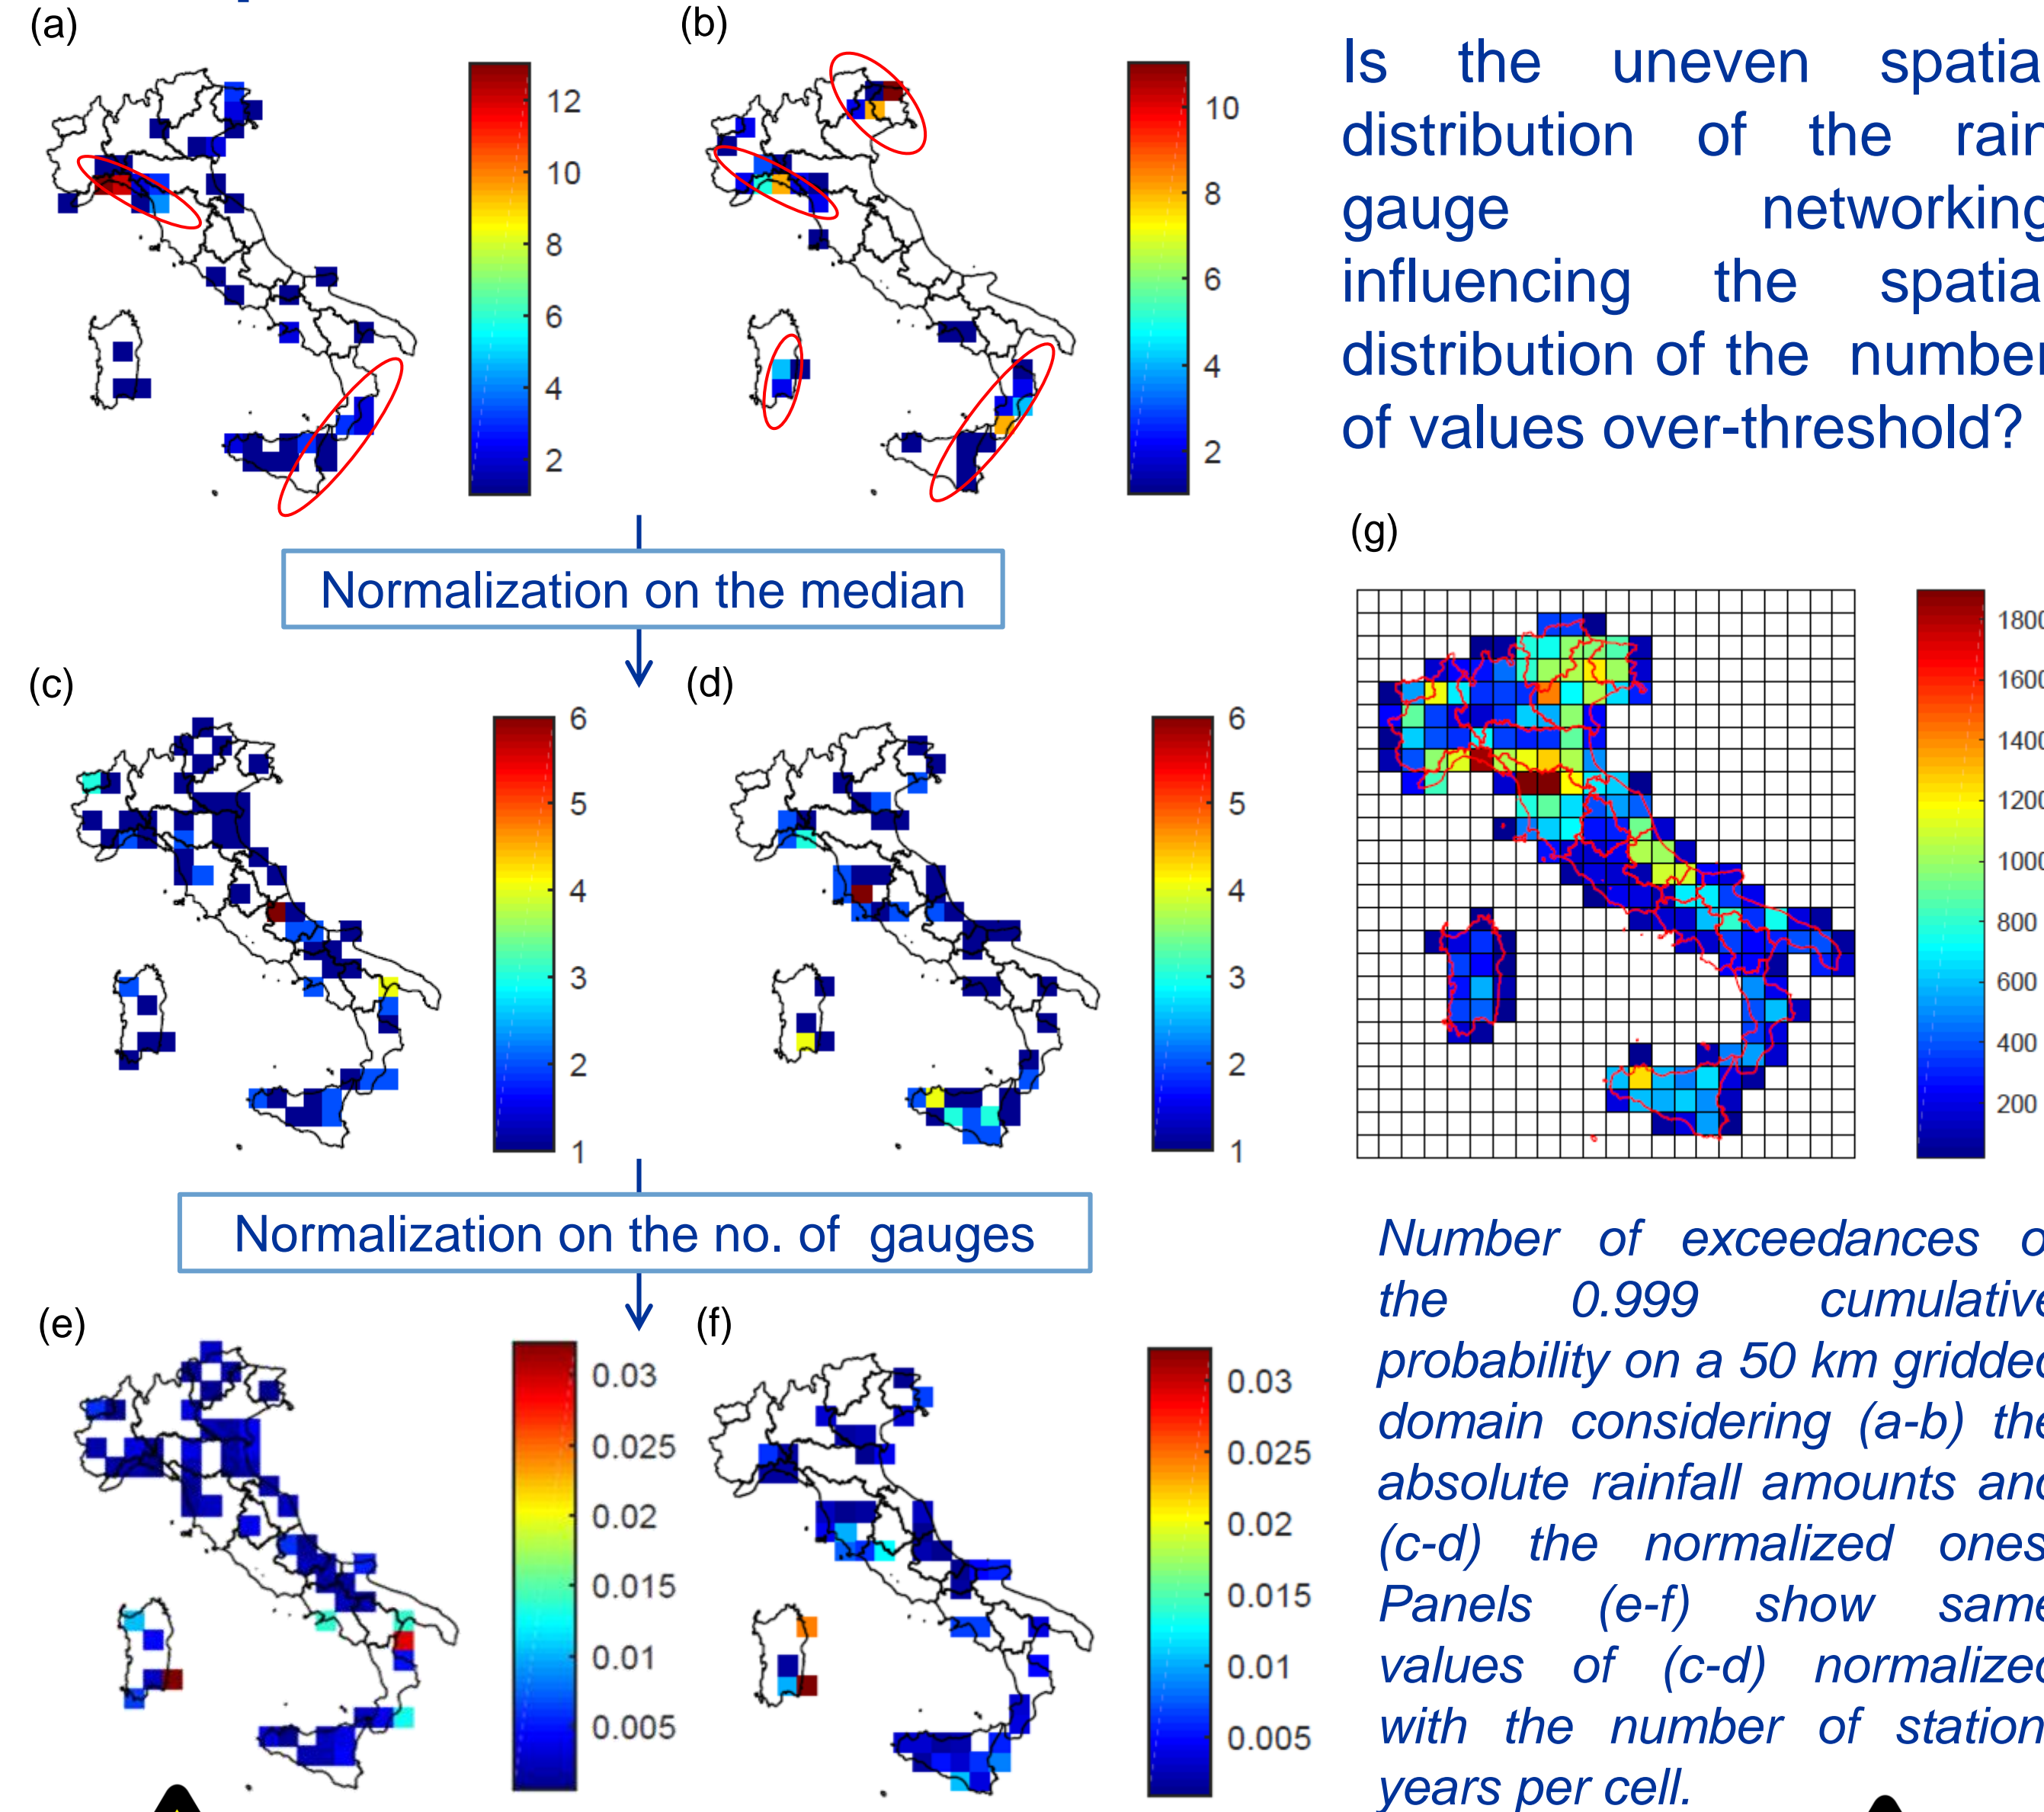 (a)
12
10
8
6
4
2
(b)
10
8
6
4
2
Is the uneven spatia
distribution of the rain
gauge networking
influencing the spatia
distribution of the number
of values over-threshold?
Normalization on the median
(c)
6
5
4
3
2
1
(d)
6
5
4
3
2
1
(g)
1800
1600
1400
1200
1000
800
600
400
200
Normalization on the no. of gauges
(e)
0.03
0.025
0.02
0.015
0.01
0.005
(f)
0.03
0.025
0.02
0.015
0.01
0.005
Number of exceedances o
the 0.999 cumulative
probability on a 50 km gridded
domain considering (a-b) the
absolute rainfall amounts and
(c-d) the normalized ones
Panels (e-f) show same
values of (c-d) normalized
with the number of station
years per cell.